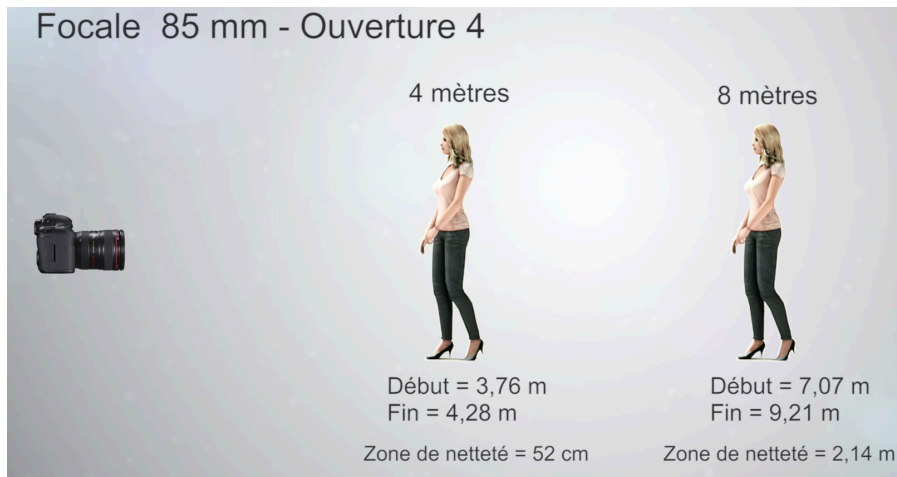 Focale 85 mm - Ouverture 4
4 mètres
8 mètres
Début = 3,76 m
Fin = 4,28 m
Début = 7,07 m
Fin = 9,21 m
Zone de netteté = 52 cm
Zone de netteté = 2,14 m